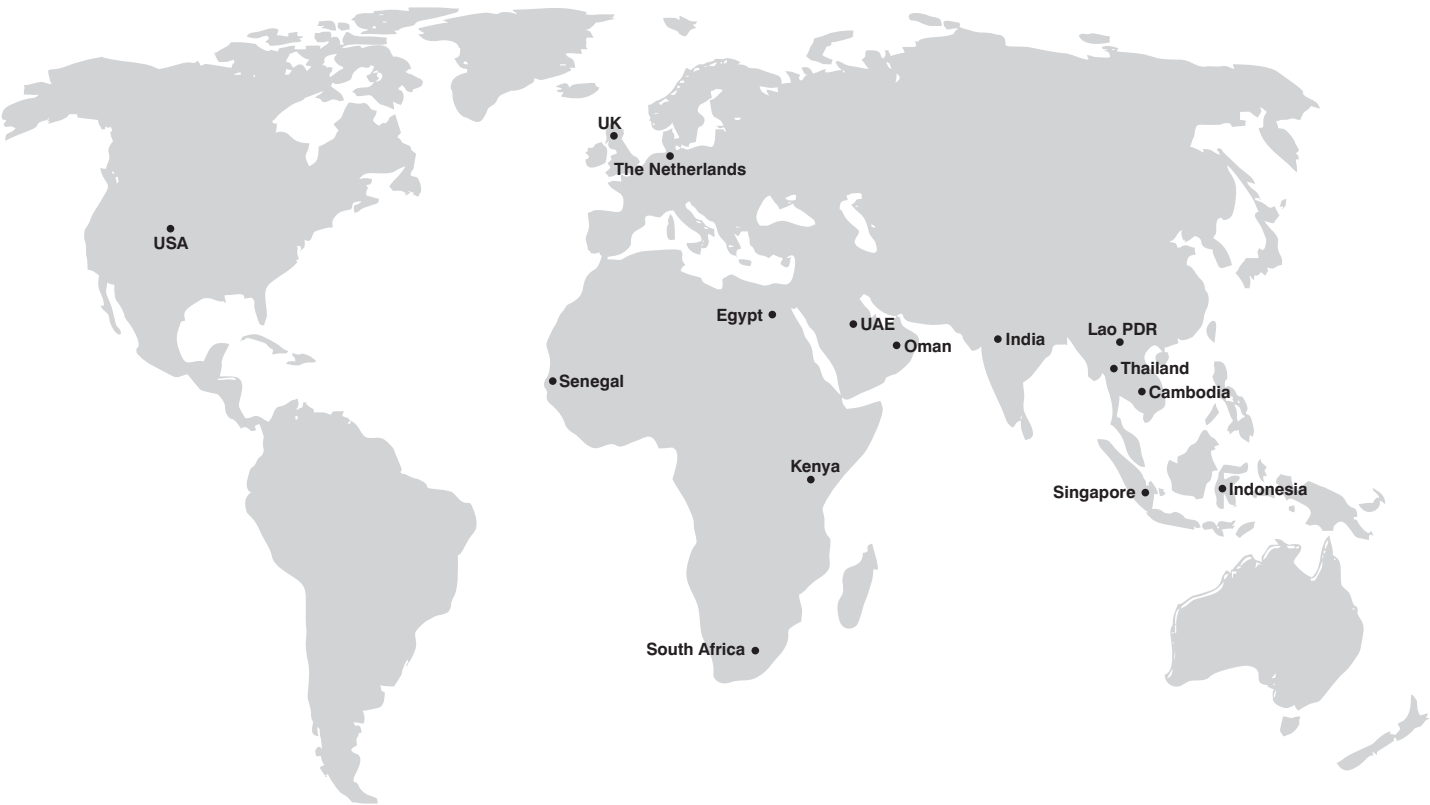 UK
The Netherlands
USA
Egypt
UAE
Oman
India
Lao PDR
Thailand
Cambodia
Senegal
Kenya
Singapore
Indonesia
South Africa